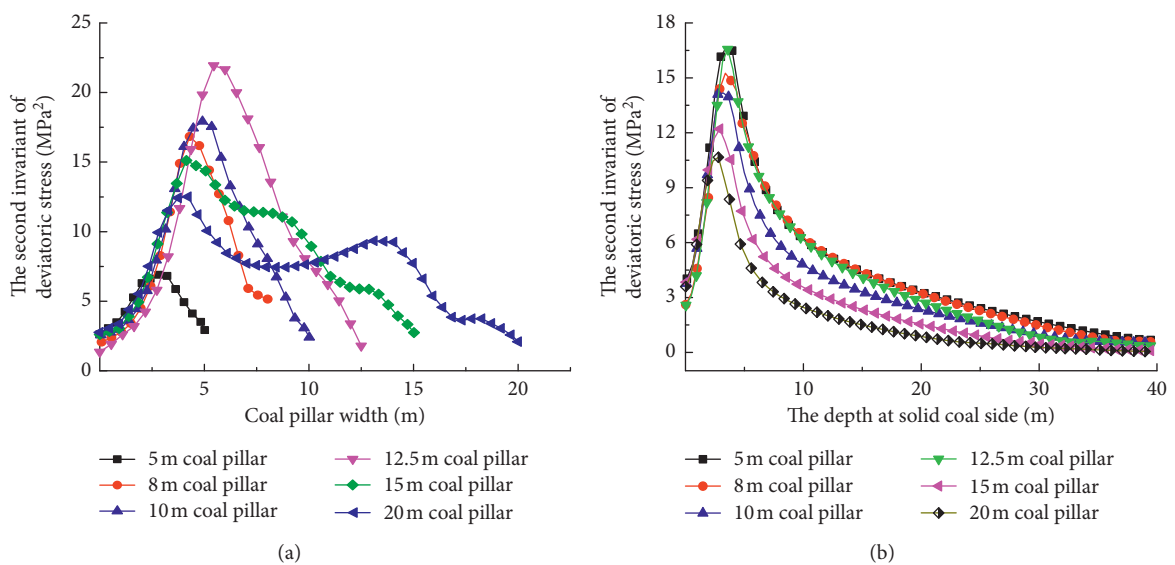 25
20
15
10
5
0
The second invariant of
deviatoric stress (MPa²)
5
10
15
20
Coal pillar width (m)
5 m coal pillar
8 m coal pillar
10 m coal pillar
12.5 m coal pillar
15 m coal pillar
20 m coal pillar
(a)
18
15
12
9
6
3
0
The second invariant of
deviatoric stress (MPa²)
10
20
30
40
The depth at solid coal side (m)
5 m coal pillar
8 m coal pillar
10 m coal pillar
12.5 m coal pillar
15 m coal pillar
20 m coal pillar
(b)